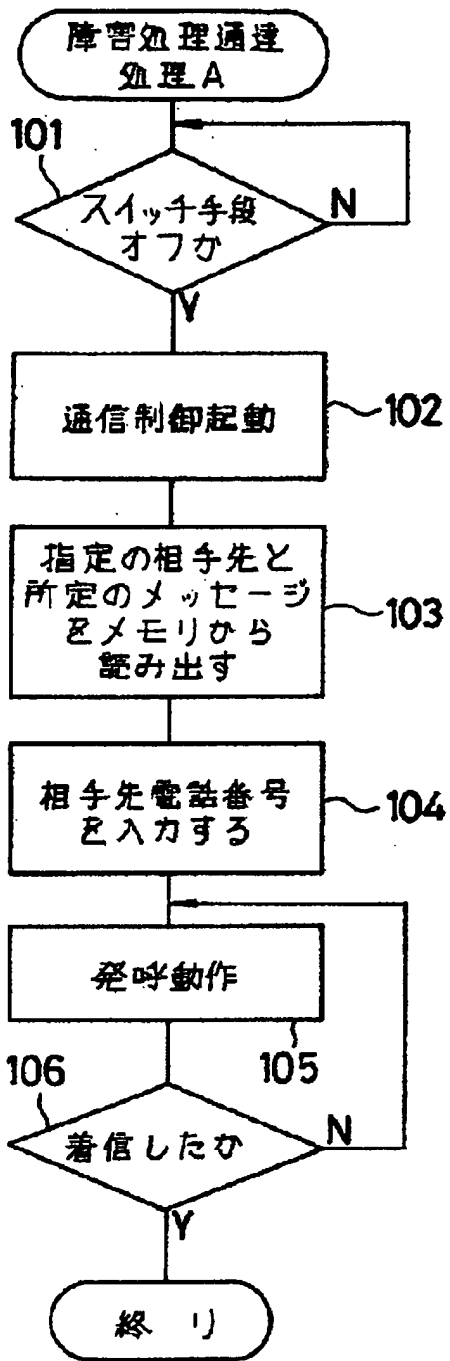 障害処理通達
処理A
101
スイッチ手段
オフか
N
Y
通信制御起動
102
指定の相手先と
所定のメッセージ
をメモリから
読み出す
103
相手先電話番号
を入力する
104
発呼動作
105
106
着信したか
N
Y
終り